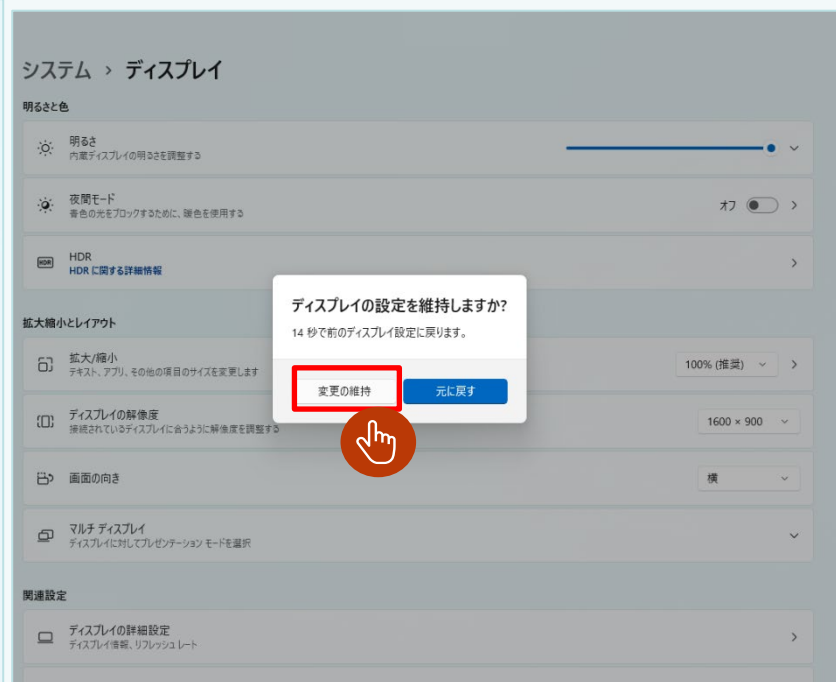 システム › ディスプレイ
明るさと色
明るさ
内蔵ディスプレイの明るさを調整する
夜間モード
青色の光をブロックするために、暖色を使用する
オフ
HDR
HDR
HDR に関する詳細情報
ディスプレイの設定を維持しますか?
14 秒で前のディスプレイ設定に戻ります。
変更の維持
元に戻す
拡大縮小とレイアウト
拡大/縮小
テキスト、アプリ、その他の項目のサイズを変更します
100% (推奨)
ディスプレイの解像度
接続されているディスプレイに合うように解像度を調整する
1600 × 900
画面の向き
横
マルチ ディスプレイ
ディスプレイに対してプレゼンテーション モードを選択
関連設定
ディスプレイの詳細設定
ディスプレイ情報、リフレッシュ レート